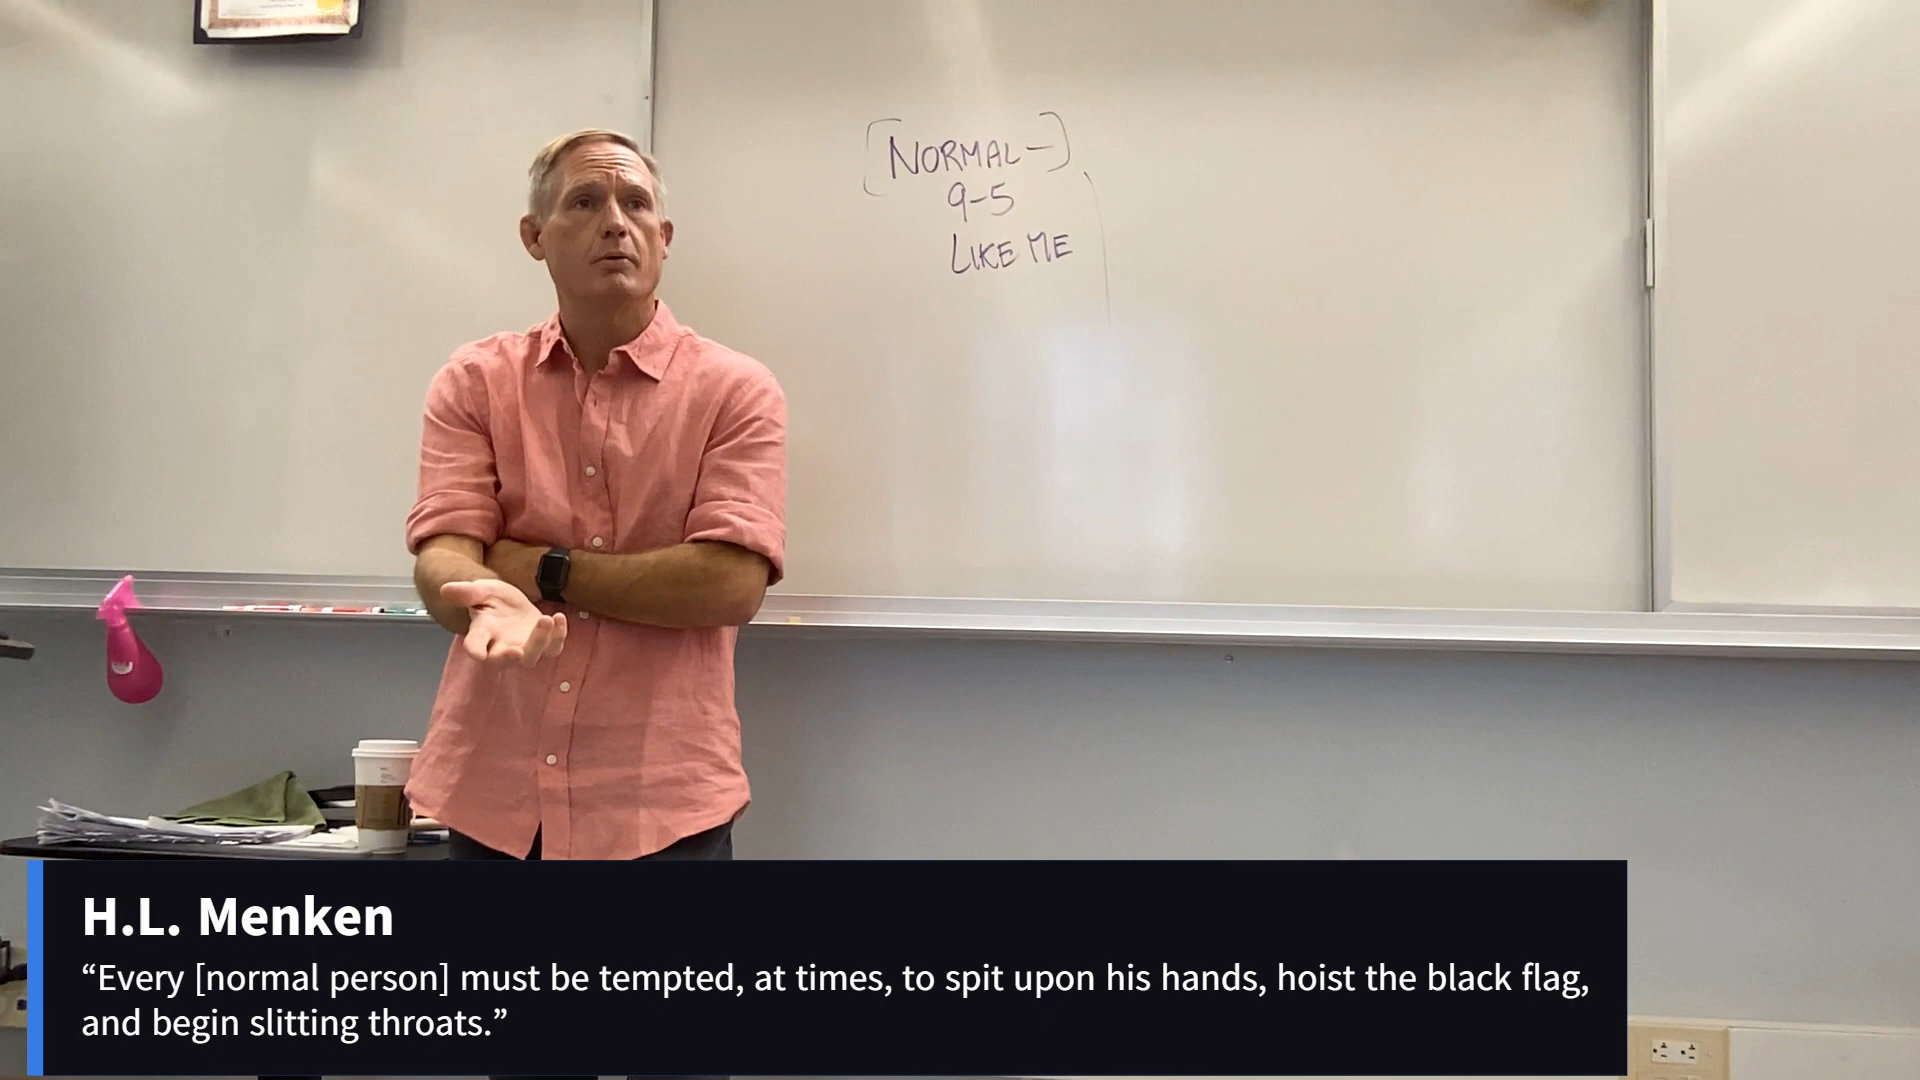 [NORMAL-]
9-5
LIKE ME
H.L. Menken
“Every [normal person] must be tempted, at times, to spit upon his hands, hoist the black flag,
and begin slitting throats.”